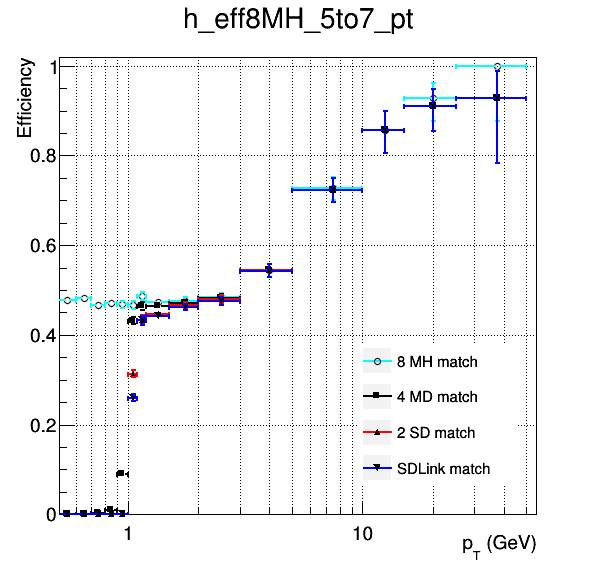 h_eff8MH_5to7_pt
Efficiency
1
0.8
0.6
0.4
0.2
0
8 MH match
4 MD match
2 SD match
SDLink match
1
10
p_T (GeV)